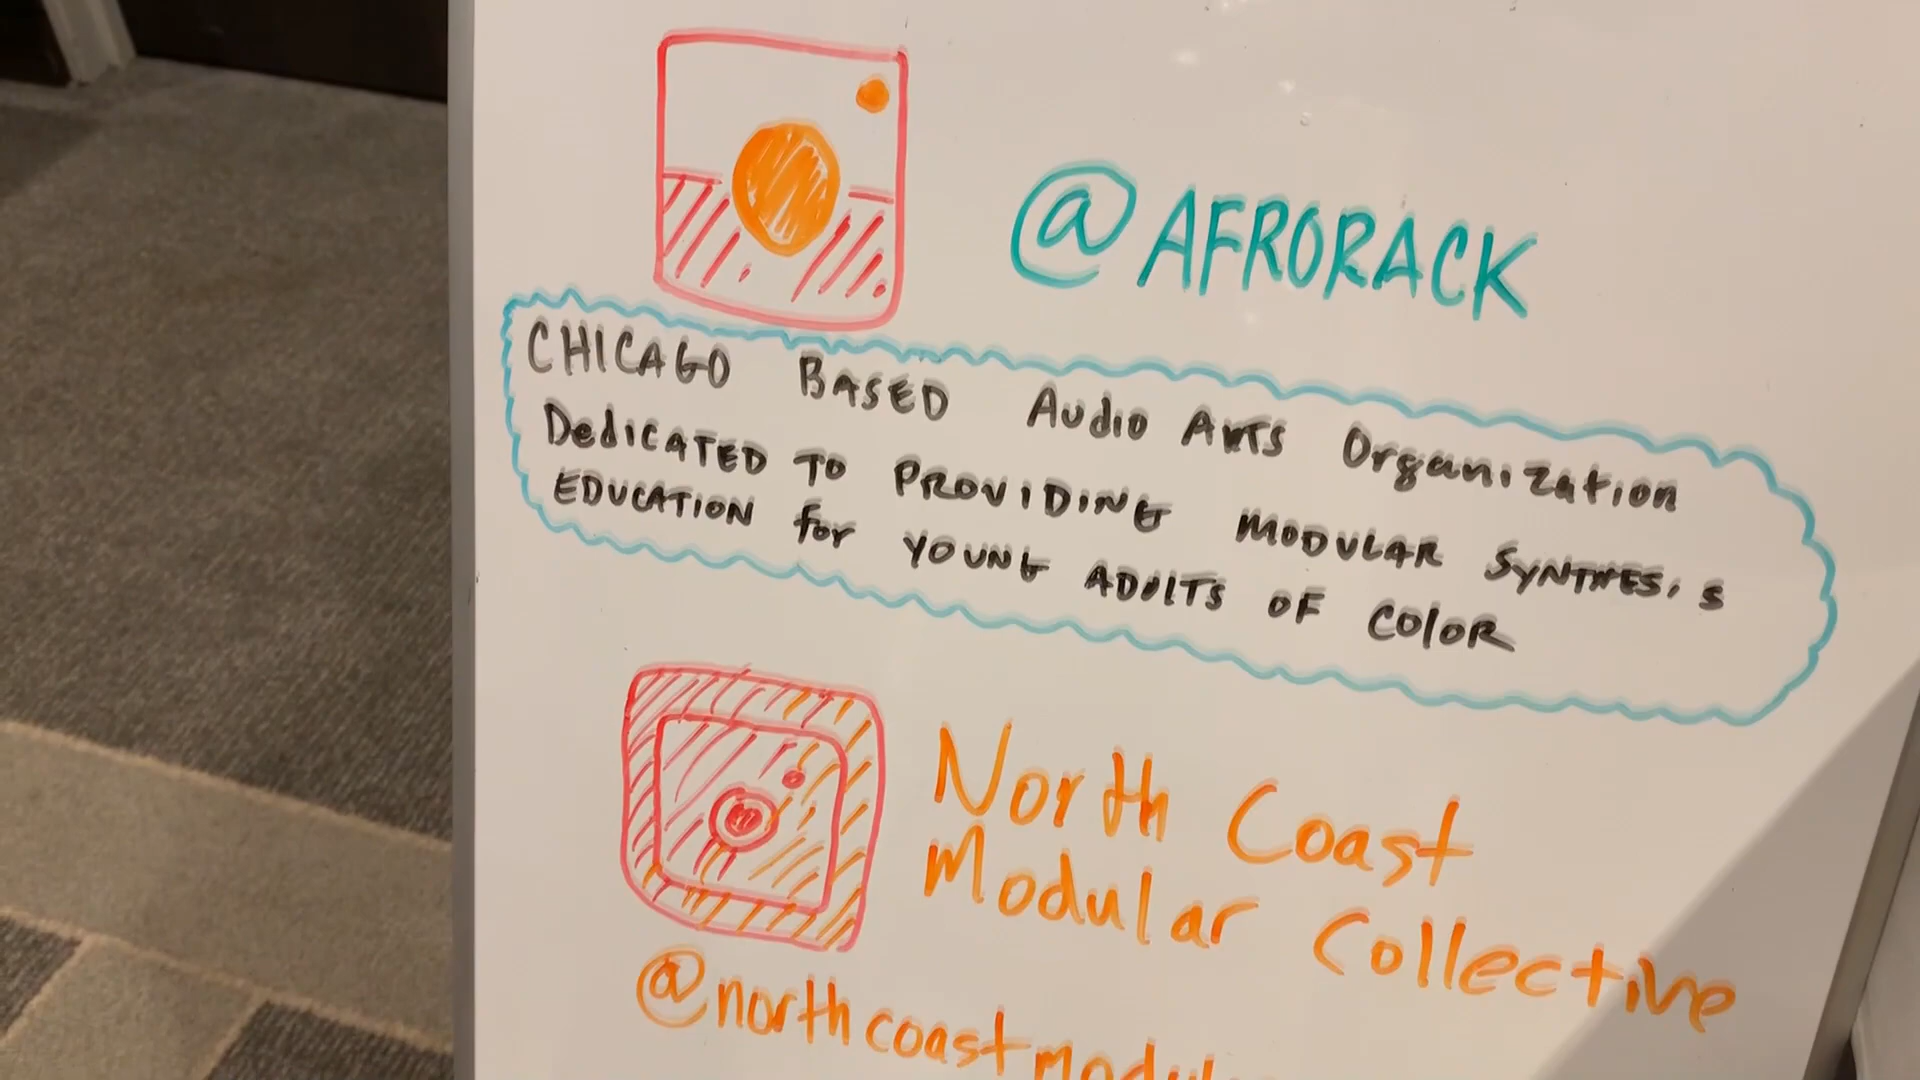 @AFRORACK
CHICAGO BASED Audio ARTS Organization
DedICATED TO PROVIDING MODULAR SYNTHESIS
EDUCATION for YOUNG ADULTS OF COlOR
North Coast
Modular Collective
@northcoastmodul